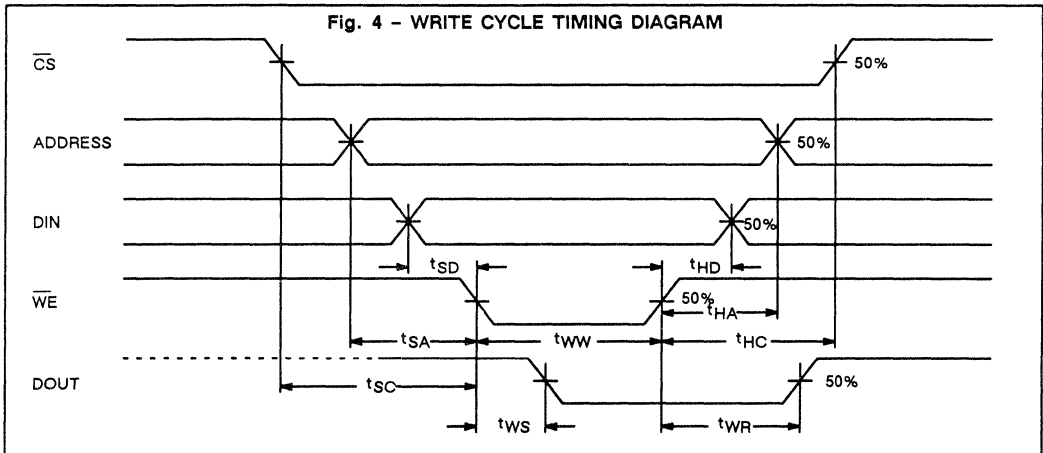 Fig. 4 – WRITE CYCLE TIMING DIAGRAM
CS
50%
ADDRESS
50%
DIN
50%
tSD
tHD
WE
50%
tHA
tSA
tWW
tHC
DOUT
tSC
50%
tWS
tWR